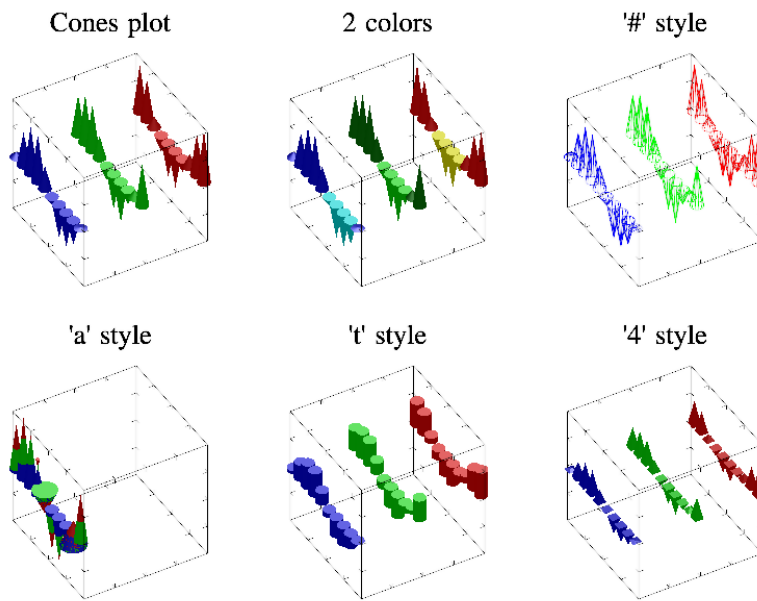 Cones plot
2 colors
'#' style
'a' style
't' style
'4' style